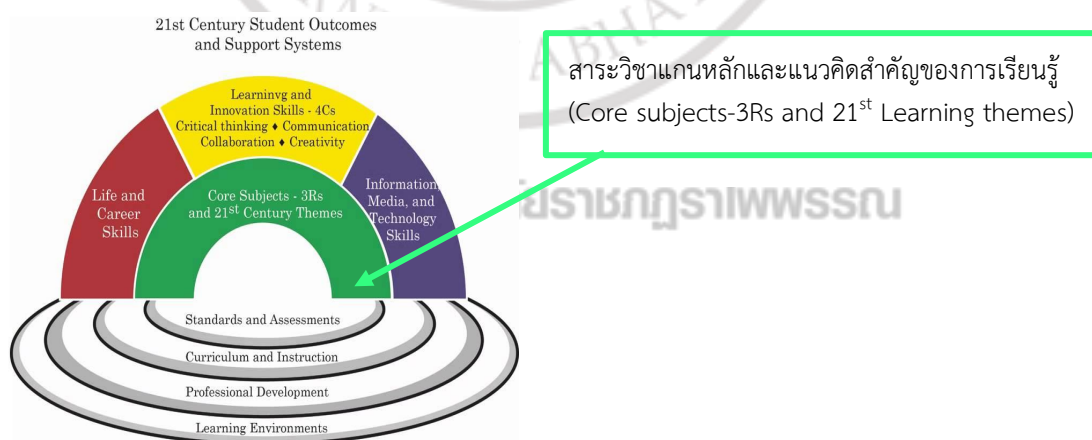 21st Century Student Outcomes
and Support Systems
Learninvg and
Innovation Skills - 4Cs
Critical thinking ♦ Communication
Collaboration ♦ Creativity
Life and
Career
Skills
Core Subjects - 3Rs
and 21st Century Themes
Information,
Media, and
Technology
Skills
Standards and Assessments
Curriculum and Instruction
Professional Development
Learning Environments
สาระวิชาแกนหลักและแนวคิดสำคัญของการเรียนรู้
(Core subjects-3Rs and 21st Learning themes)